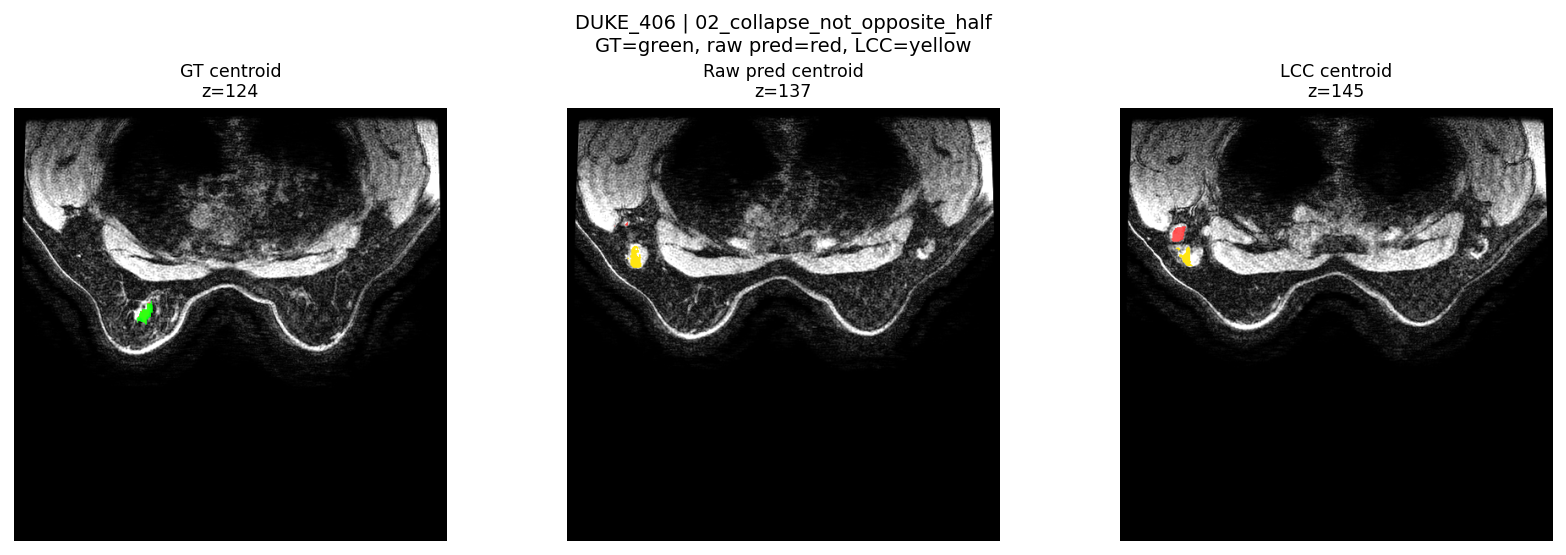 DUKE_406 | 02_collapse_not_opposite_half
GT=green, raw pred=red, LCC=yellow
GT centroid
z=124
Raw pred centroid
z=137
LCC centroid
z=145